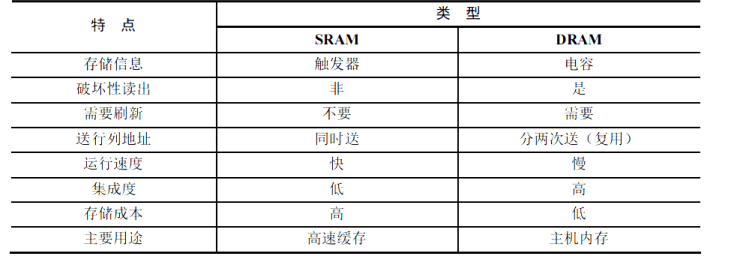 特 点 类 型
SRAM DRAM
存储信息 触发器 电容
破坏性读出 非 是
需要刷新 不要 需要
送行列地址 同时送 分两次送（复用）
运行速度 快 慢
集成度 低 高
存储成本 高 低
主要用途 高速缓存 主机内存